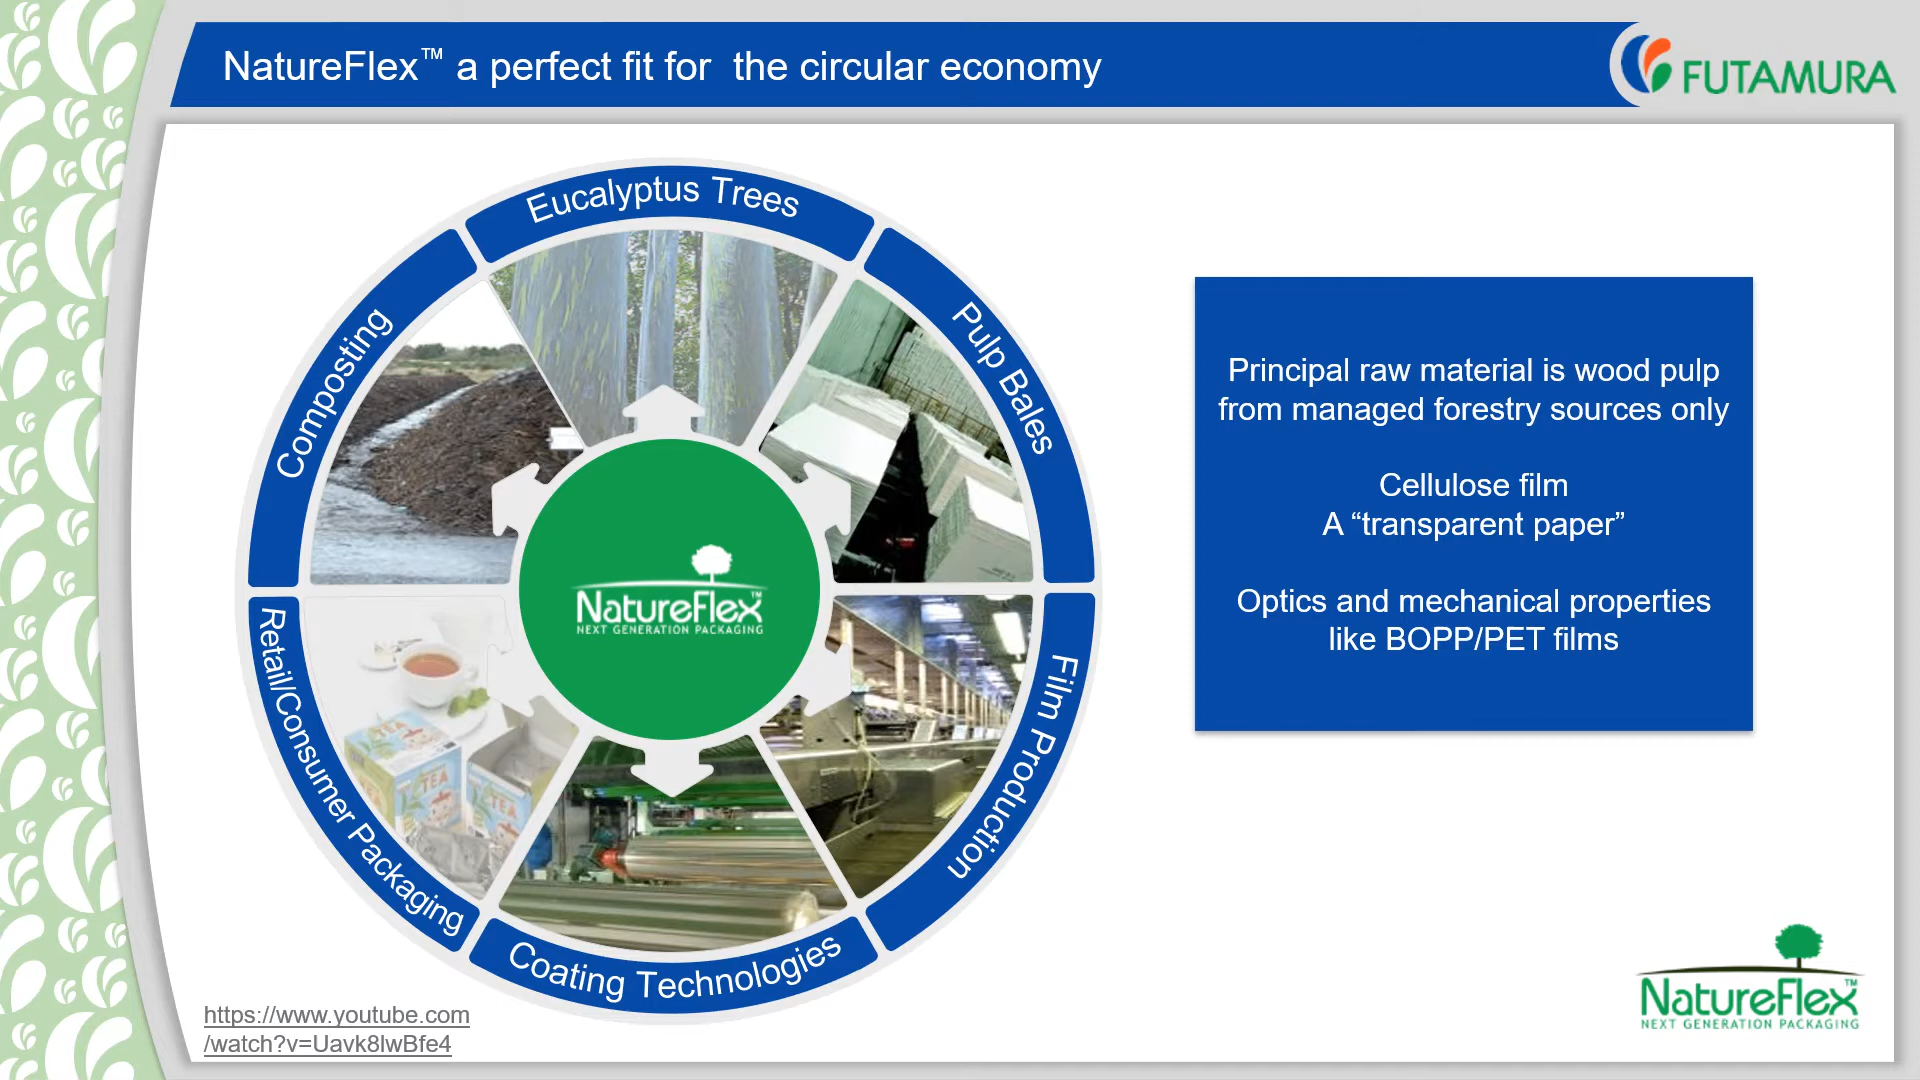 NatureFlex™ a perfect fit for the circular economy
FUTAMURA
Eucalyptus Trees
Pulp Bales
Film Production
Coating Technologies
Retail/Consumer Packaging
Composting
NatureFlex™
NEXT GENERATION PACKAGING
TEA
TEA
Principal raw material is wood pulp
from managed forestry sources only
Cellulose film
A “transparent paper”
Optics and mechanical properties
like BOPP/PET films
https://www.youtube.com
/watch?v=Uavk8lwBfe4
NatureFlex™
NEXT GENERATION PACKAGING